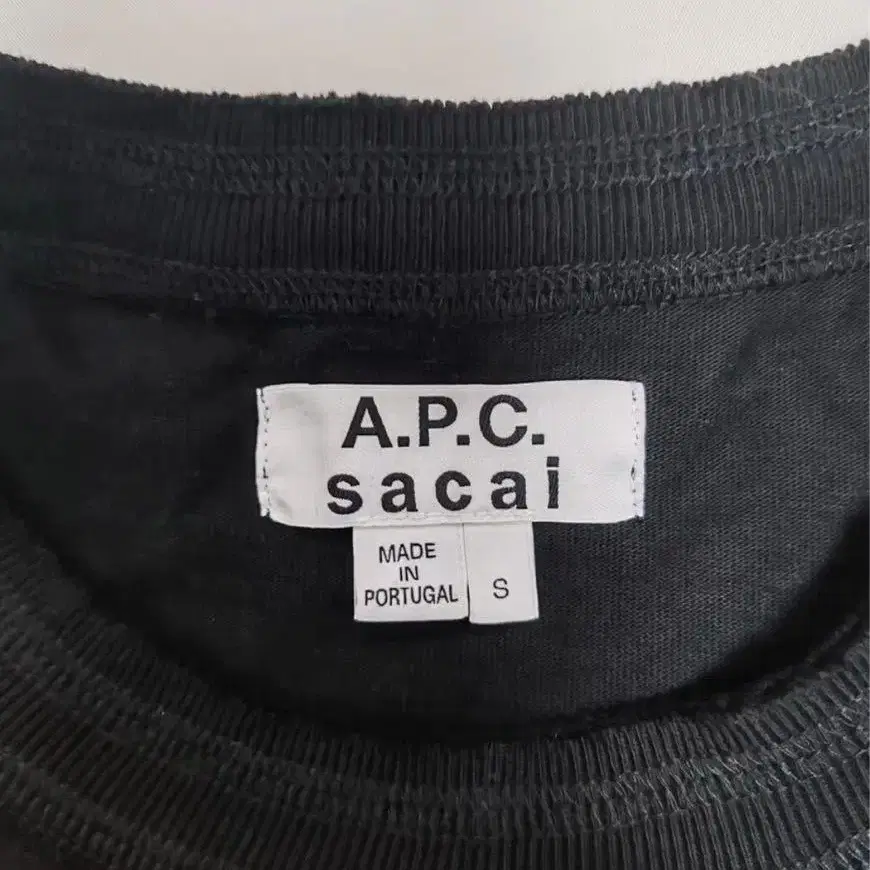 A.P.C.
sacai
MADE
IN
PORTUGAL
S